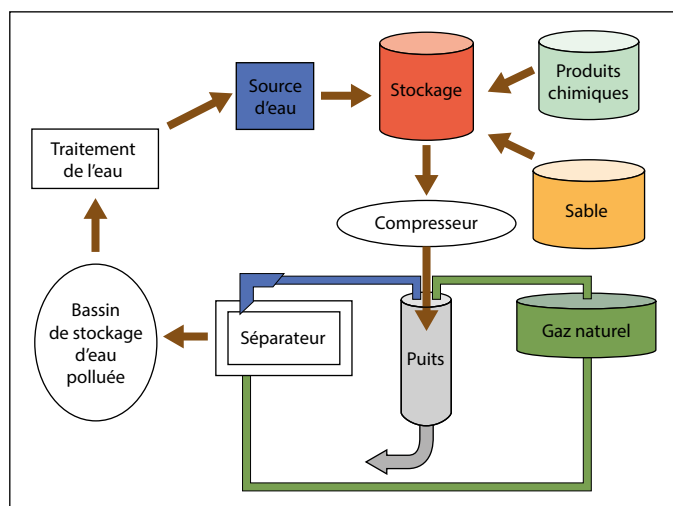 Source
d'eau
Stockage
Produits
chimiques
Traitement
de l'eau
Sable
Compresseur
Bassin
de stockage
d'eau
polluée
Séparateur
Puits
Gaz naturel